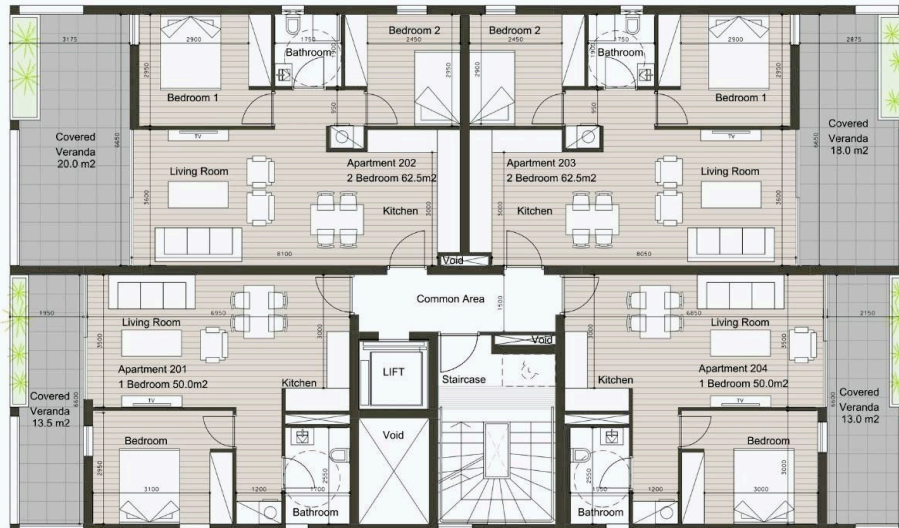 Bedroom 2
Bedroom 2
3175
2900
1750
2450
2450
1750
2900
2875
Bathroom
Bathroom
2950
2950
2900
2950
Bedroom 1
Bedroom 1
950
950
Covered
Veranda
20.0 m2
6650
TV
TV
6650
Covered
Veranda
18.0 m2
Living Room
Apartment 202
2 Bedroom 62.5m2
Apartment 203
2 Bedroom 62.5m2
Living Room
3600
3000
3000
3600
Kitchen
Kitchen
8100
8050
Void
Common Area
1500
1950
6950
6850
2150
Living Room
Living Room
3500
3000
3000
3500
Void
Apartment 201
1 Bedroom 50.0m2
LIFT
Staircase
Apartment 204
1 Bedroom 50.0m2
Kitchen
Kitchen
Covered
Veranda
13.5 m2
6600
TV
TV
6600
Covered
Veranda
13.0 m2
Bedroom
Void
Bedroom
2950
2550
2550
3000
3100
1200
1700
1200
3000
Bathroom
Bathroom